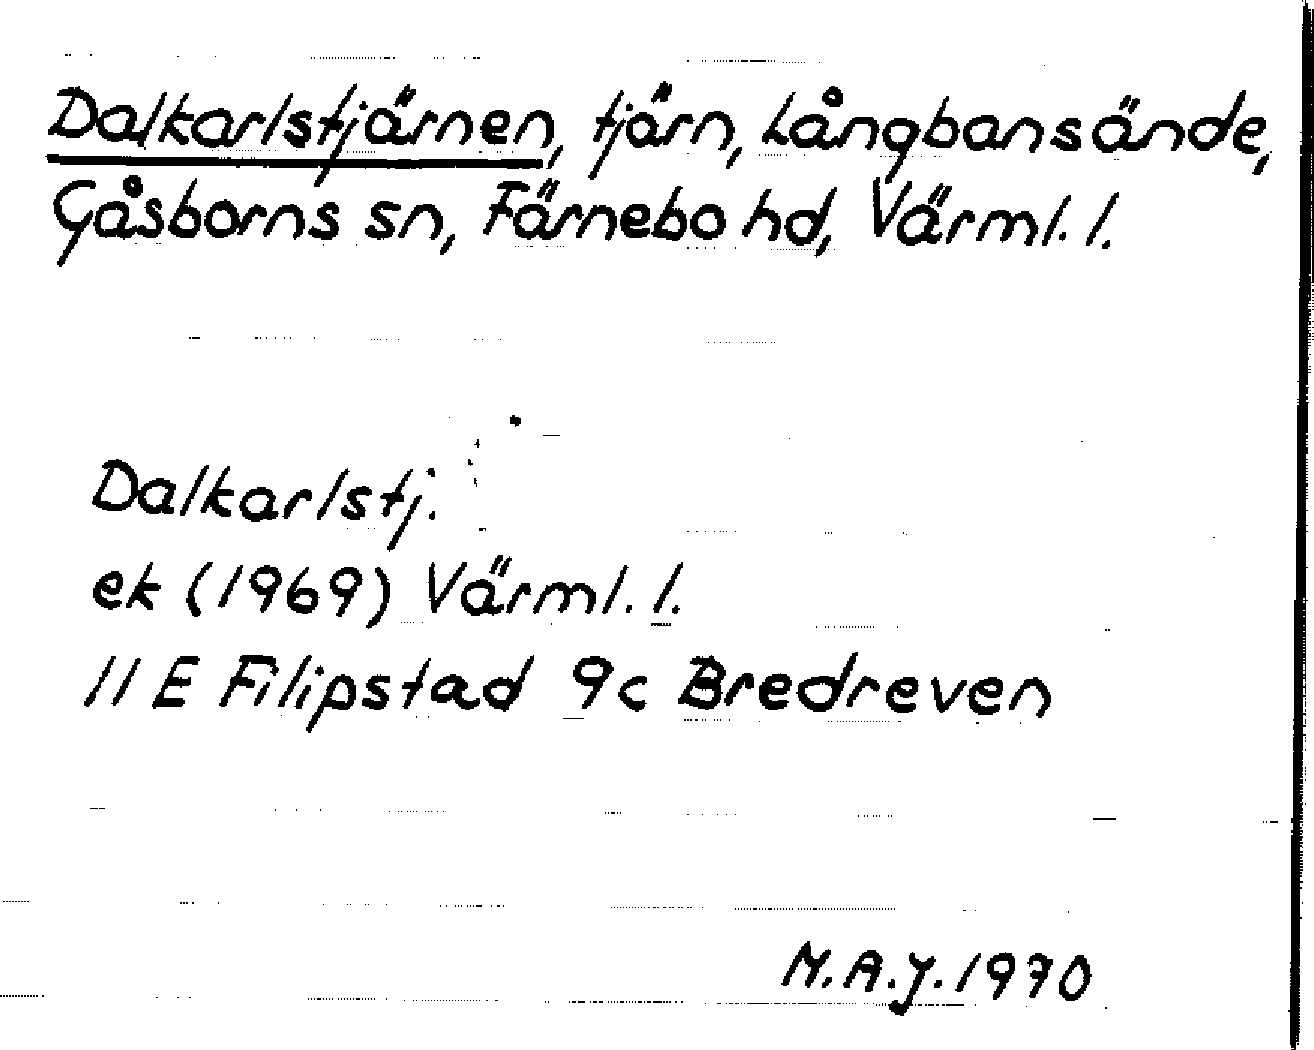 Dalkarlstjärnen, tjärn, Långbansände,
Gåsborns sn, Färnebo hd, Värml. l.
Dalkarlstj.
ek (1969) Värml. l.
11 E Filipstad 9c Bredreven
M.A.J. 1970